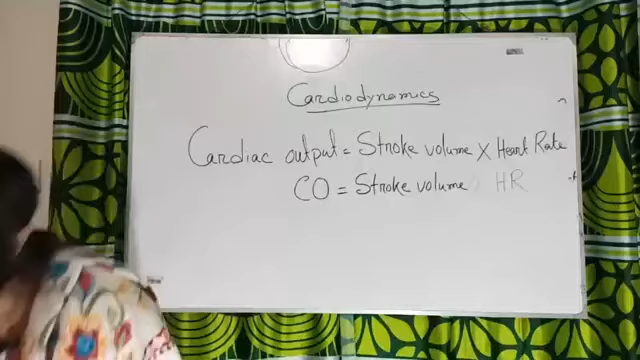 Cardiodynamics
Cardiac output = Stroke volume X Heart Rate
CO = Stroke volume HR